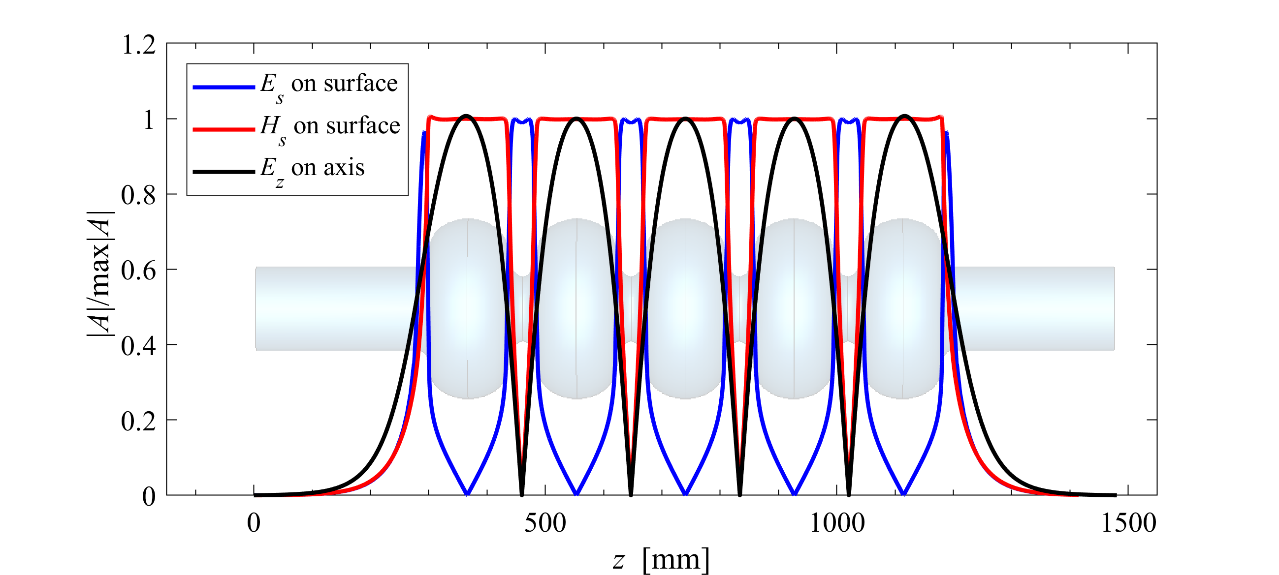 1.2
1
0.8
0.6
0.4
0.2
0
|A|/max|A|
E_s on surface
H_s on surface
E_z on axis
0 500 1000 1500
z [mm]